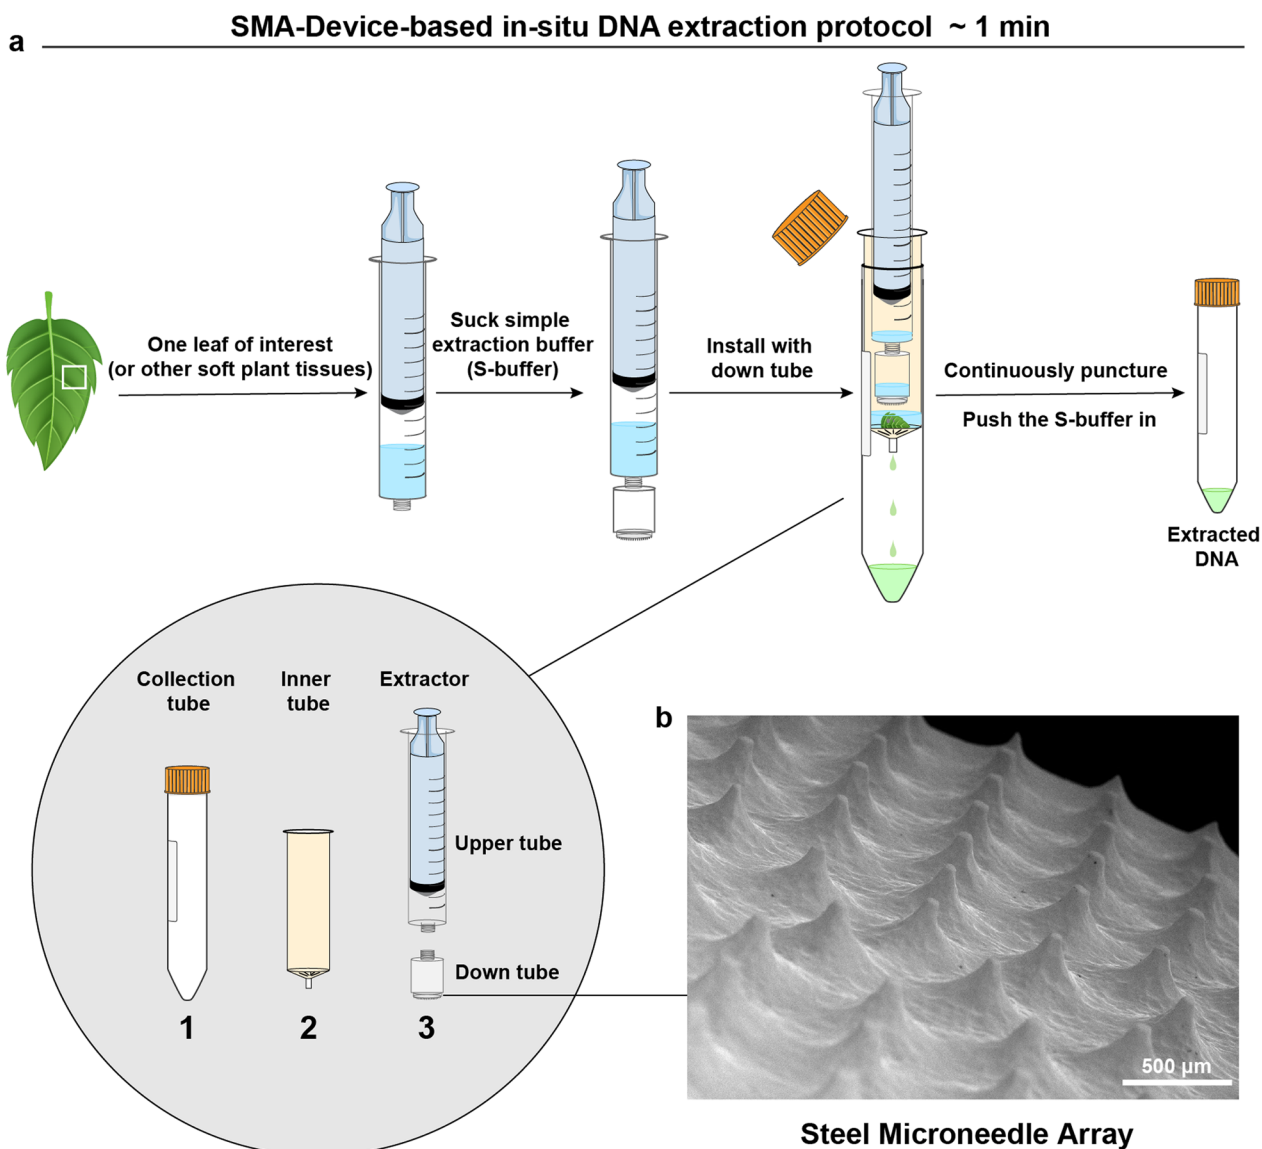 SMA-Device-based in-situ DNA extraction protocol ~ 1 min
a
One leaf of interest
(or other soft plant tissues)
Suck simple
extraction buffer
(S-buffer)
Install with
down tube
Continuously puncture
Push the S-buffer in
Extracted
DNA
Collection
tube
Inner
tube
Extractor
Upper tube
Down tube
1
2
3
b
500 µm
Steel Microneedle Array